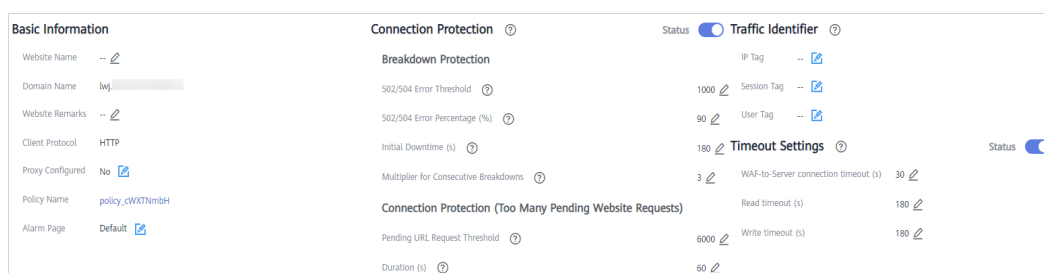 Basic Information
Website Name --
Domain Name lwj.
Website Remarks --
Client Protocol HTTP
Proxy Configured No
Policy Name policy_cWXTNmbH
Alarm Page Default
Connection Protection ? Status
Breakdown Protection
502/504 Error Threshold ? 1000
502/504 Error Percentage (%) ? 90
Initial Downtime (s) ? 180
Multiplier for Consecutive Breakdowns ? 3
Connection Protection (Too Many Pending Website Requests)
Pending URL Request Threshold ? 6000
Duration (s) ? 60
Traffic Identifier ?
IP Tag --
Session Tag --
User Tag --
Timeout Settings ? Status
WAF-to-Server connection timeout (s) 30
Read timeout (s) 180
Write timeout (s) 180